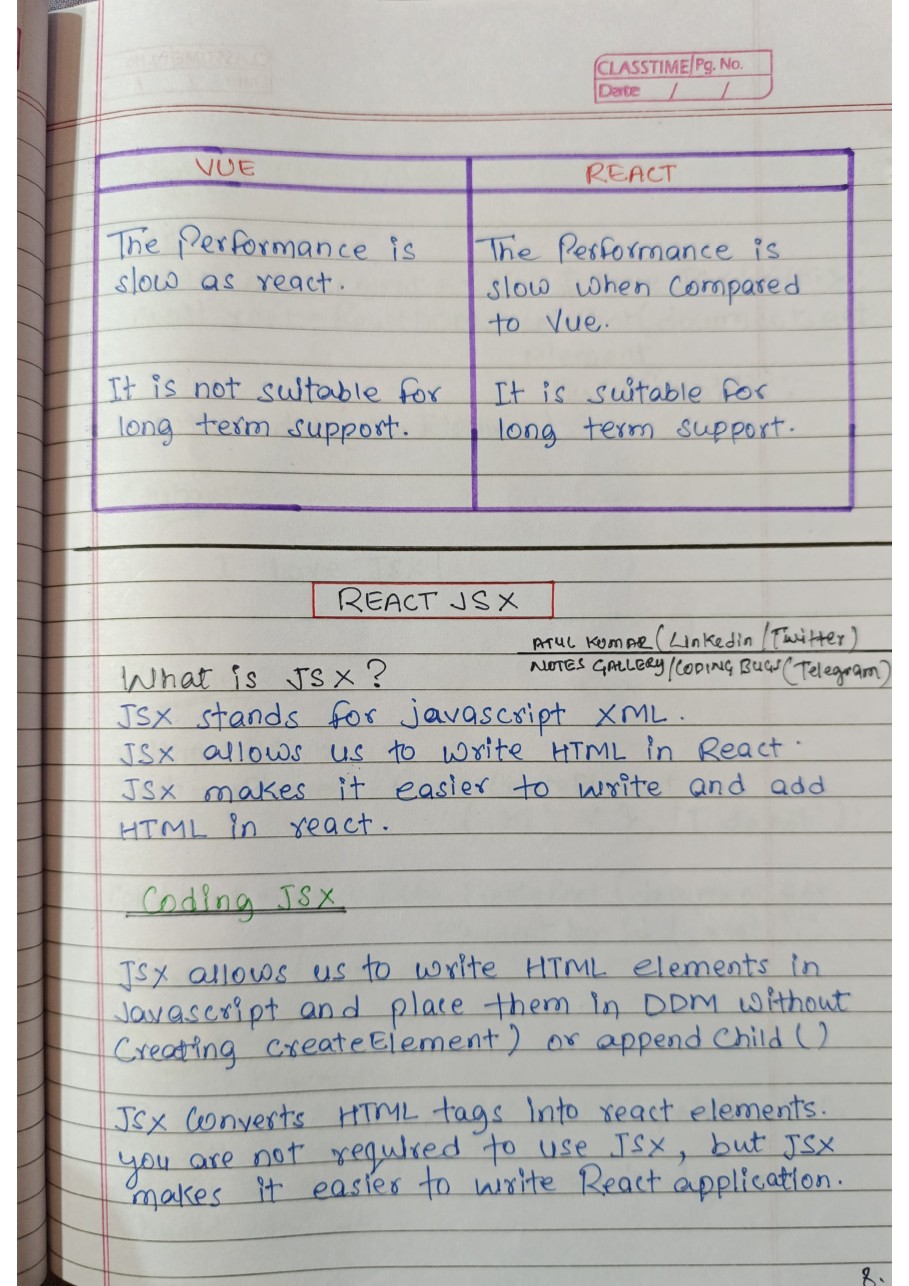 CLASSTIME Pg. No.
Date / /
VUE
The Performance is
slow as react.
It is not suitable for
long term support.
REACT
The Performance is
slow when Compared
to Vue.
It is suitable for
long term support.
REACT JSX
ATUL KUMAR (Linkedin / Twitter)
NOTES GALLERY / CODING BUGS (Telegram)
What is JSX?
JSX stands for javascript XML.
JSX allows us to write HTML in React.
JSX makes it easier to write and add
HTML in react.
Coding JSX
JSX allows us to write HTML elements in
Javascript and place them in DOM without
Creating createElement) or appendChild ()
JSX Converts HTML tags into react elements.
you are not required to use JSX, but JSX
makes it easier to write React application.
8.